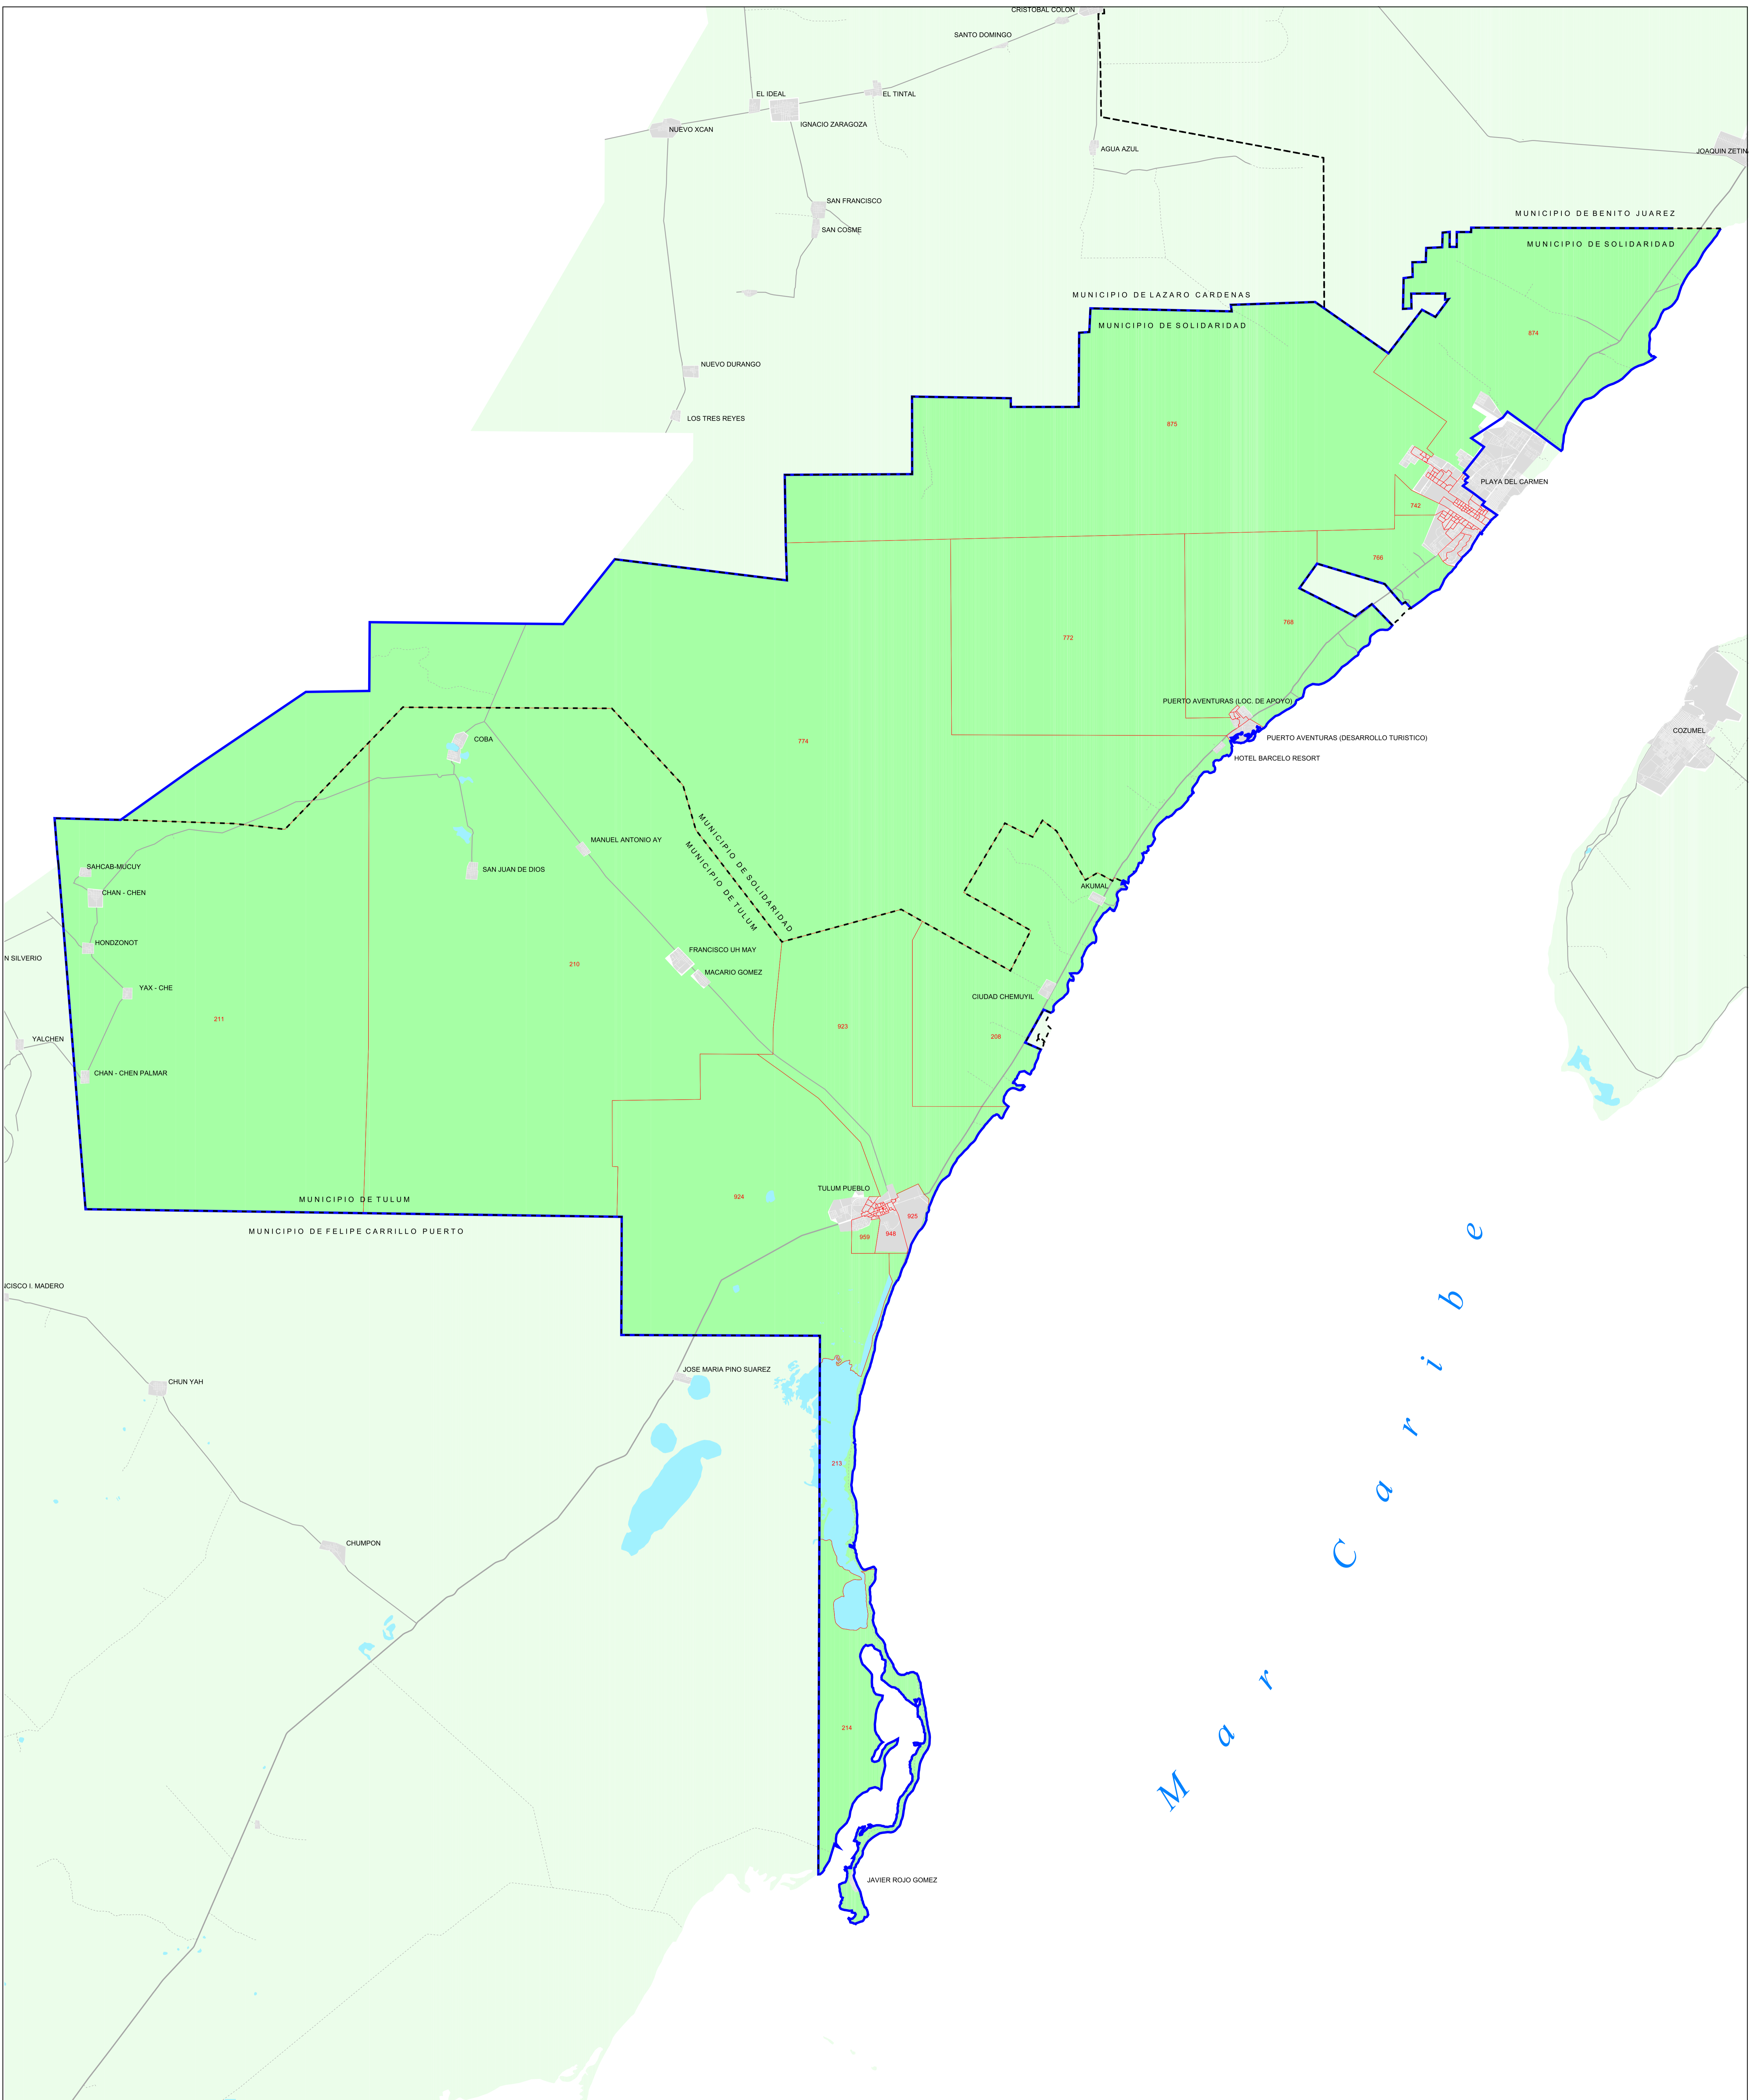 CRISTOBAL COLON
SANTO DOMINGO
EL IDEAL
EL TINTAL
IGNACIO ZARAGOZA
NUEVO XCAN
AGUA AZUL
JOAQUIN ZETINA
SAN FRANCISCO
SAN COSME
MUNICIPIO DE BENITO JUAREZ
MUNICIPIO DE SOLIDARIDAD
MUNICIPIO DE LAZARO CARDENAS
MUNICIPIO DE SOLIDARIDAD
874
NUEVO DURANGO
LOS TRES REYES
875
PLAYA DEL CARMEN
742
766
768
772
PUERTO AVENTURAS (LOC. DE APOYO)
COZUMEL
PUERTO AVENTURAS (DESARROLLO TURISTICO)
COBA
774
HOTEL BARCELO RESORT
MUNICIPIO DE SOLIDARIDAD
MUNICIPIO DE TULUM
MANUEL ANTONIO AY
SAHCAB-MUCUY
SAN JUAN DE DIOS
CHAN - CHEN
AKUMAL
HONDZONOT
FRANCISCO UH MAY
N SILVERIO
210
MACARIO GOMEZ
YAX - CHE
CIUDAD CHEMUYIL
211
923
208
YALCHEN
CHAN - CHEN PALMAR
TULUM PUEBLO
924
MUNICIPIO DE TULUM
925
MUNICIPIO DE FELIPE CARRILLO PUERTO
959
948
NCISCO I. MADERO
JOSE MARIA PINO SUAREZ
CHUN YAH
213
CHUMPON
Mar Caribe
214
JAVIER ROJO GOMEZ